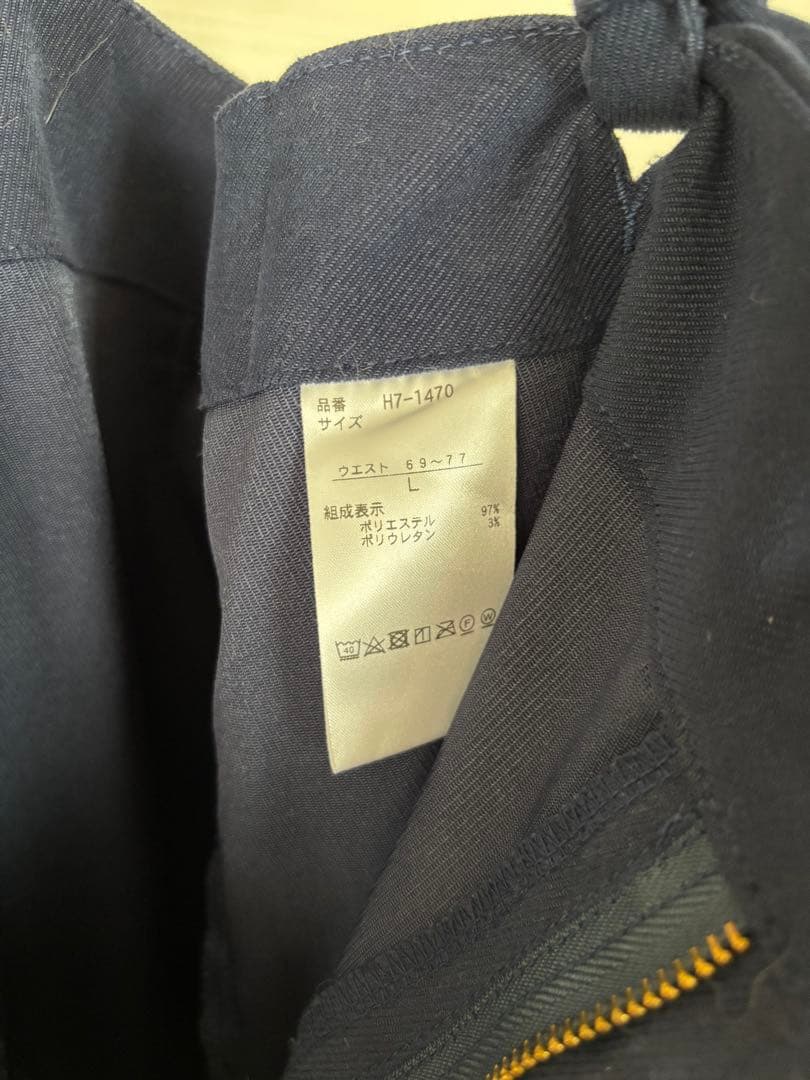 品番 H7-1470
サイズ
ウエスト 69〜77
L
組成表示
ポリエステル 97%
ポリウレタン 3%
40 F W